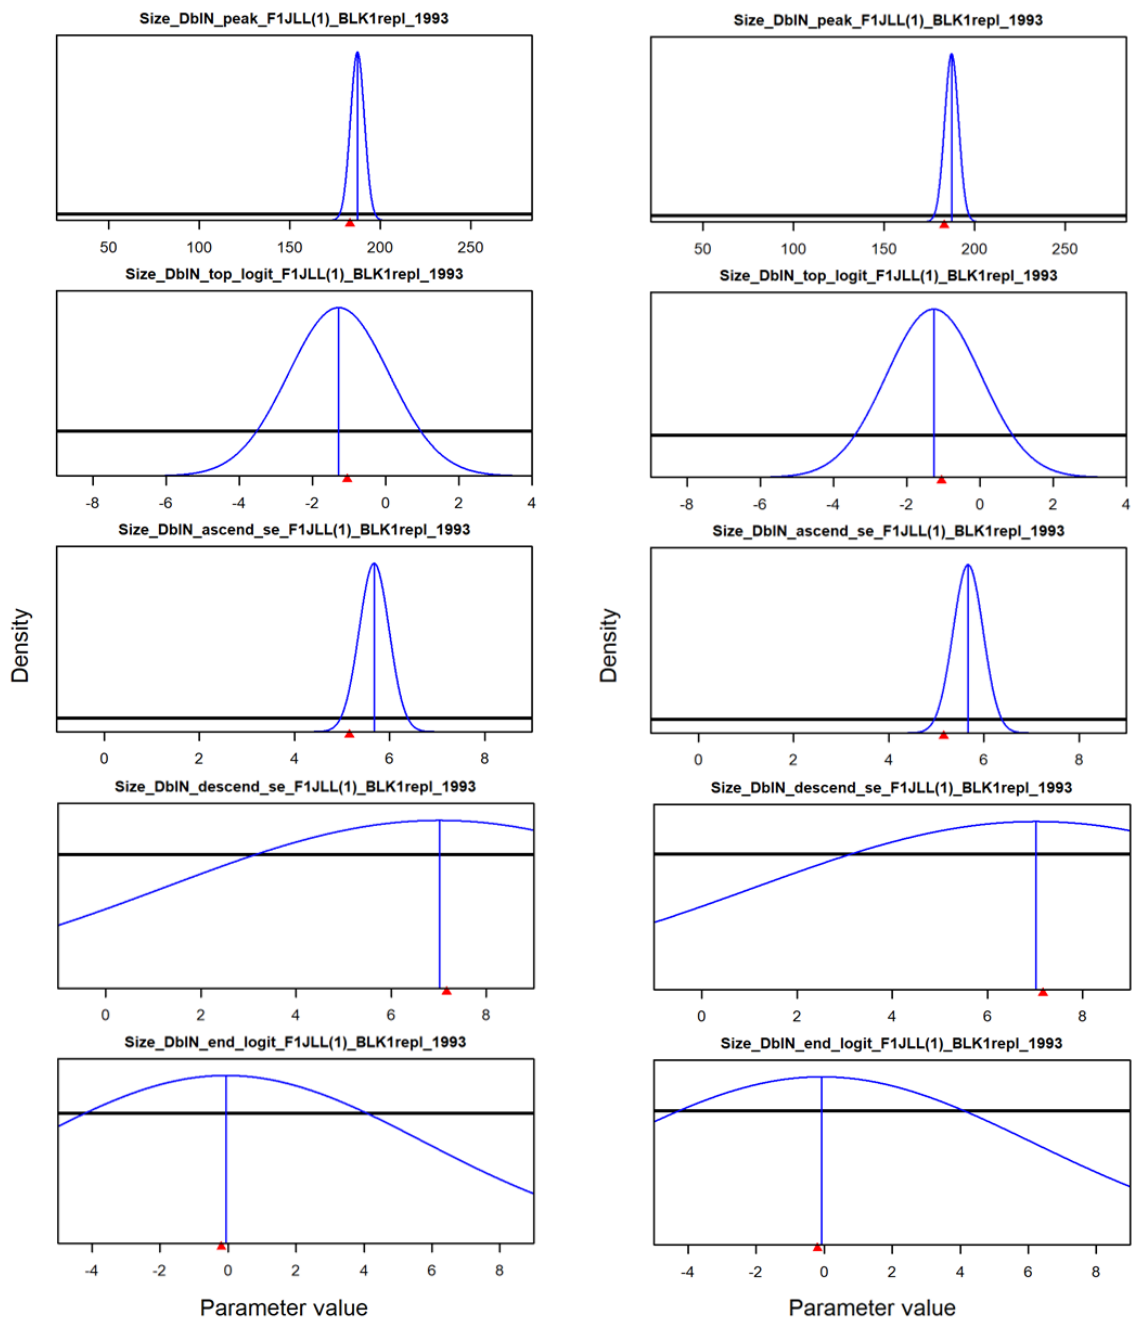 Size_DblN_peak_F1JLL(1)_BLK1repl_1993
50 100 150 200 250
Size_DblN_top_logit_F1JLL(1)_BLK1repl_1993
-8 -6 -4 -2 0 2 4
Size_DblN_ascend_se_F1JLL(1)_BLK1repl_1993
0 2 4 6 8
Size_DblN_descend_se_F1JLL(1)_BLK1repl_1993
0 2 4 6 8
Size_DblN_end_logit_F1JLL(1)_BLK1repl_1993
-4 -2 0 2 4 6 8
Density
Parameter value
Size_DblN_peak_F1JLL(1)_BLK1repl_1993
50 100 150 200 250
Size_DblN_top_logit_F1JLL(1)_BLK1repl_1993
-8 -6 -4 -2 0 2 4
Size_DblN_ascend_se_F1JLL(1)_BLK1repl_1993
0 2 4 6 8
Size_DblN_descend_se_F1JLL(1)_BLK1repl_1993
0 2 4 6 8
Size_DblN_end_logit_F1JLL(1)_BLK1repl_1993
-4 -2 0 2 4 6 8
Density
Parameter value